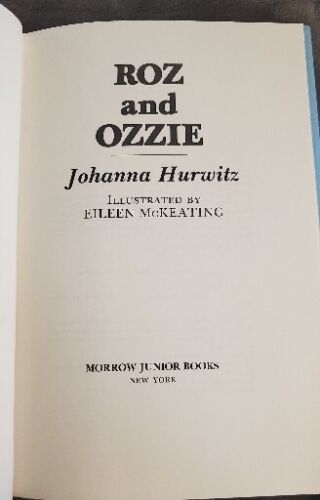 ROZ
and
OZZIE
Johanna Hurwitz
ILLUSTRATED BY
EILEEN McKEATING
MORROW JUNIOR BOOKS
NEW YORK